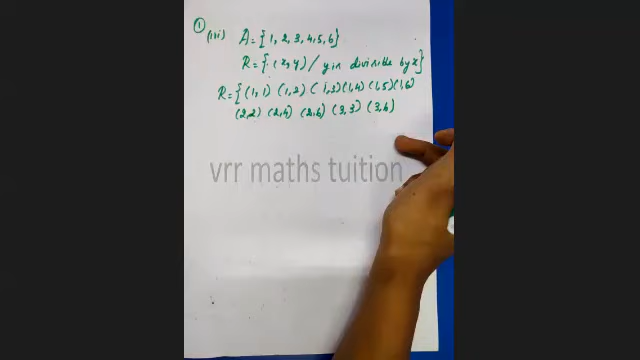 ①
(iii) A = { 1, 2, 3, 4, 5, 6 }
R = { (x, y) / y is divisible by x }
R = { (1, 1) (1, 2) (1, 3) (1, 4) (1, 5) (1, 6)
(2, 2) (2, 4) (2, 6) (3, 3) (3, 6)
vrr maths tuition